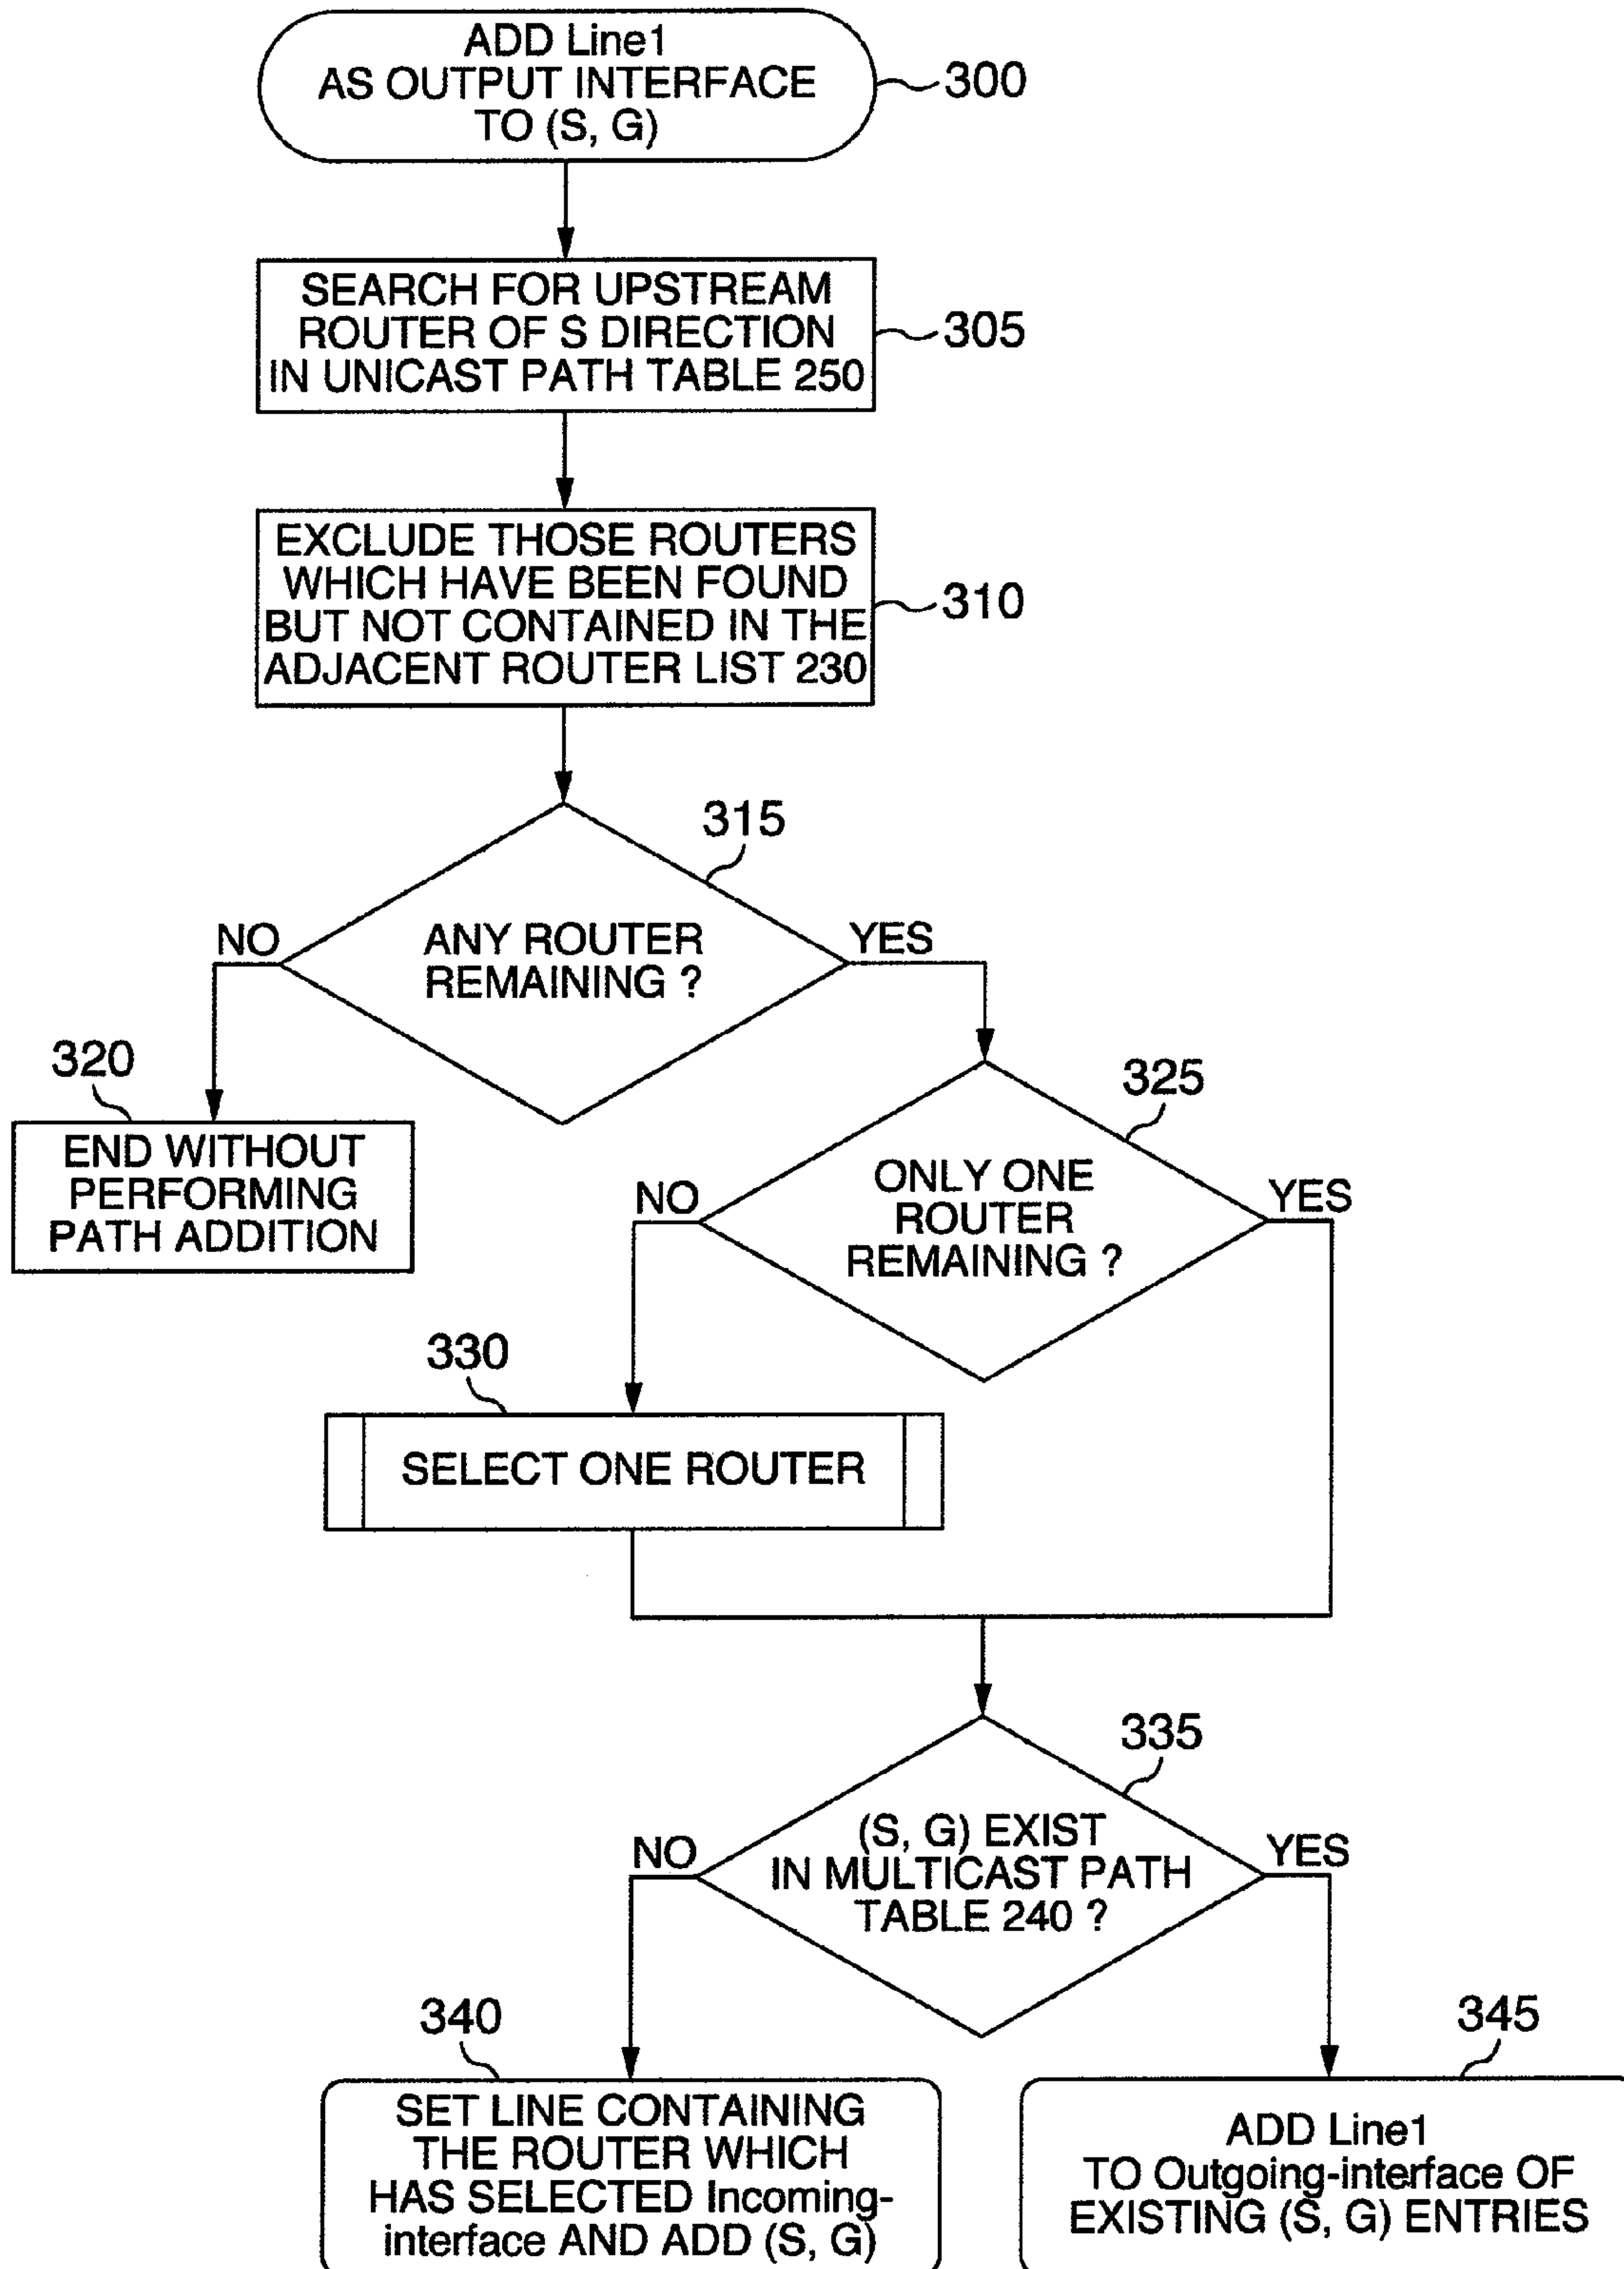 ADD Line1
AS OUTPUT INTERFACE
TO (S, G)
300
SEARCH FOR UPSTREAM
ROUTER OF S DIRECTION
IN UNICAST PATH TABLE 250
305
EXCLUDE THOSE ROUTERS
WHICH HAVE BEEN FOUND
BUT NOT CONTAINED IN THE
ADJACENT ROUTER LIST 230
310
315
NO
ANY ROUTER
REMAINING ?
YES
320
END WITHOUT
PERFORMING
PATH ADDITION
325
NO
ONLY ONE
ROUTER
REMAINING ?
YES
330
SELECT ONE ROUTER
335
NO
(S, G) EXIST
IN MULTICAST PATH
TABLE 240 ?
YES
340
SET LINE CONTAINING
THE ROUTER WHICH
HAS SELECTED Incoming-
interface AND ADD (S, G)
345
ADD Line1
TO Outgoing-interface OF
EXISTING (S, G) ENTRIES